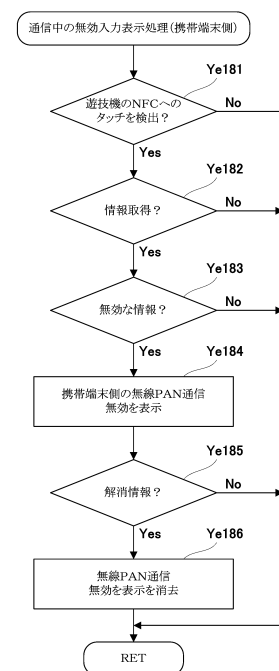 通信中の無効入力表示処理(携帯端末側)
Ye181
遊技機のNFCへの
タッチを検出？
No
Yes
Ye182
情報取得？
No
Yes
Ye183
無効な情報？
No
Yes
Ye184
携帯端末側の無線PAN通信
無効を表示
Ye185
解消情報？
No
Yes
Ye186
無線PAN通信
無効を表示を消去
RET